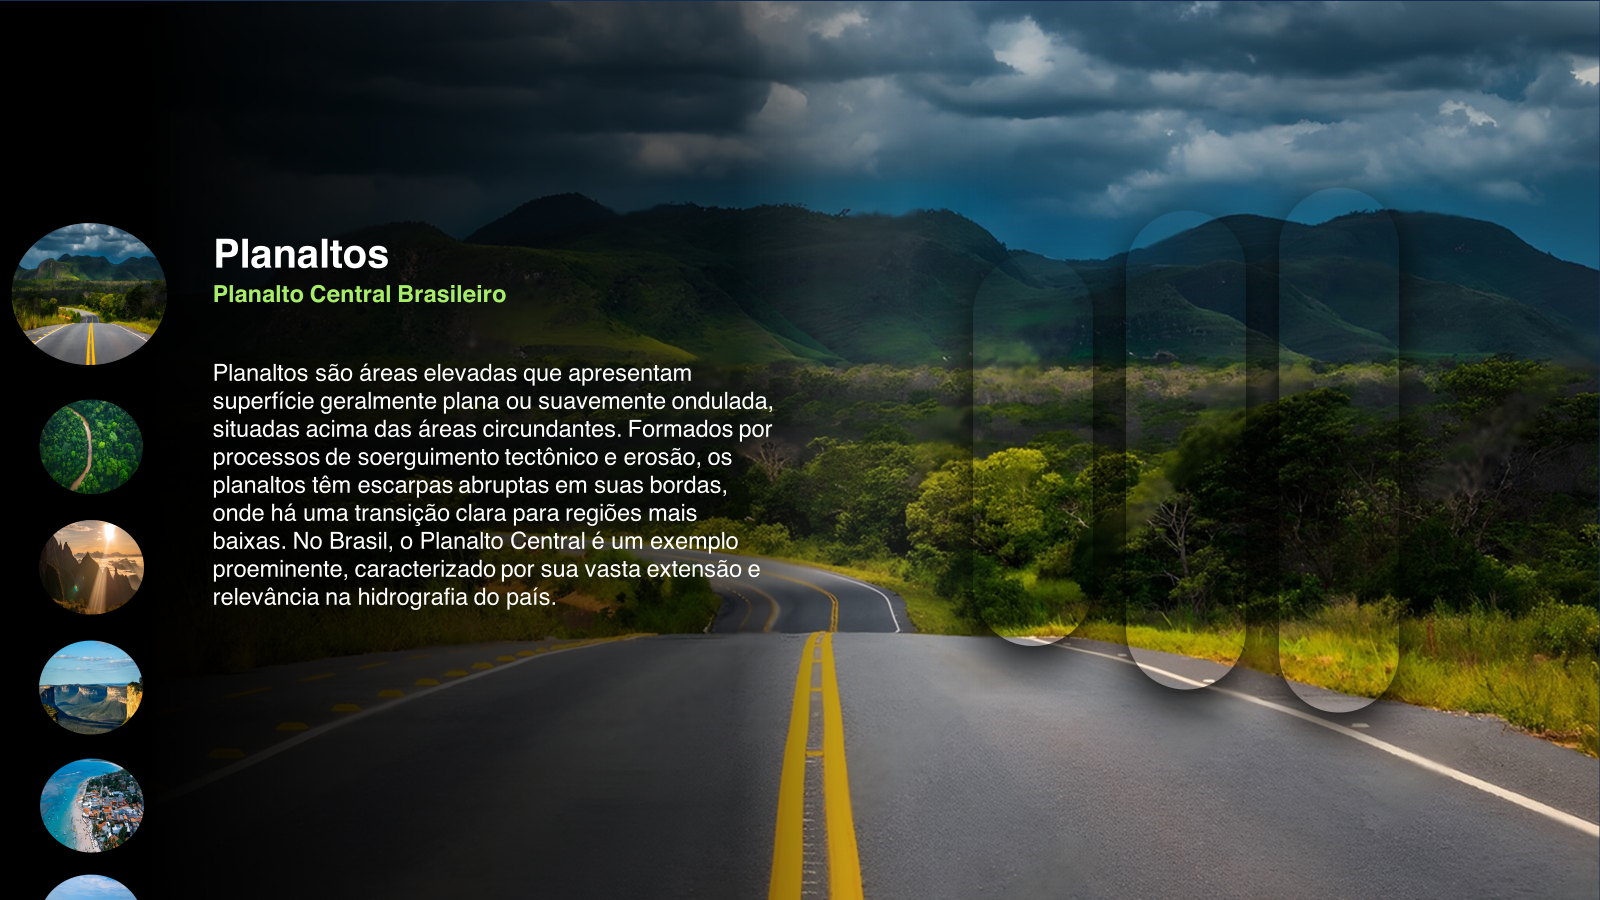 Planaltos
Planalto Central Brasileiro
Planaltos são áreas elevadas que apresentam
superfície geralmente plana ou suavemente ondulada,
situadas acima das áreas circundantes. Formados por
processos de soerguimento tectônico e erosão, os
planaltos têm escarpas abruptas em suas bordas,
onde há uma transição clara para regiões mais
baixas. No Brasil, o Planalto Central é um exemplo
proeminente, caracterizado por sua vasta extensão e
relevância na hidrografia do país.